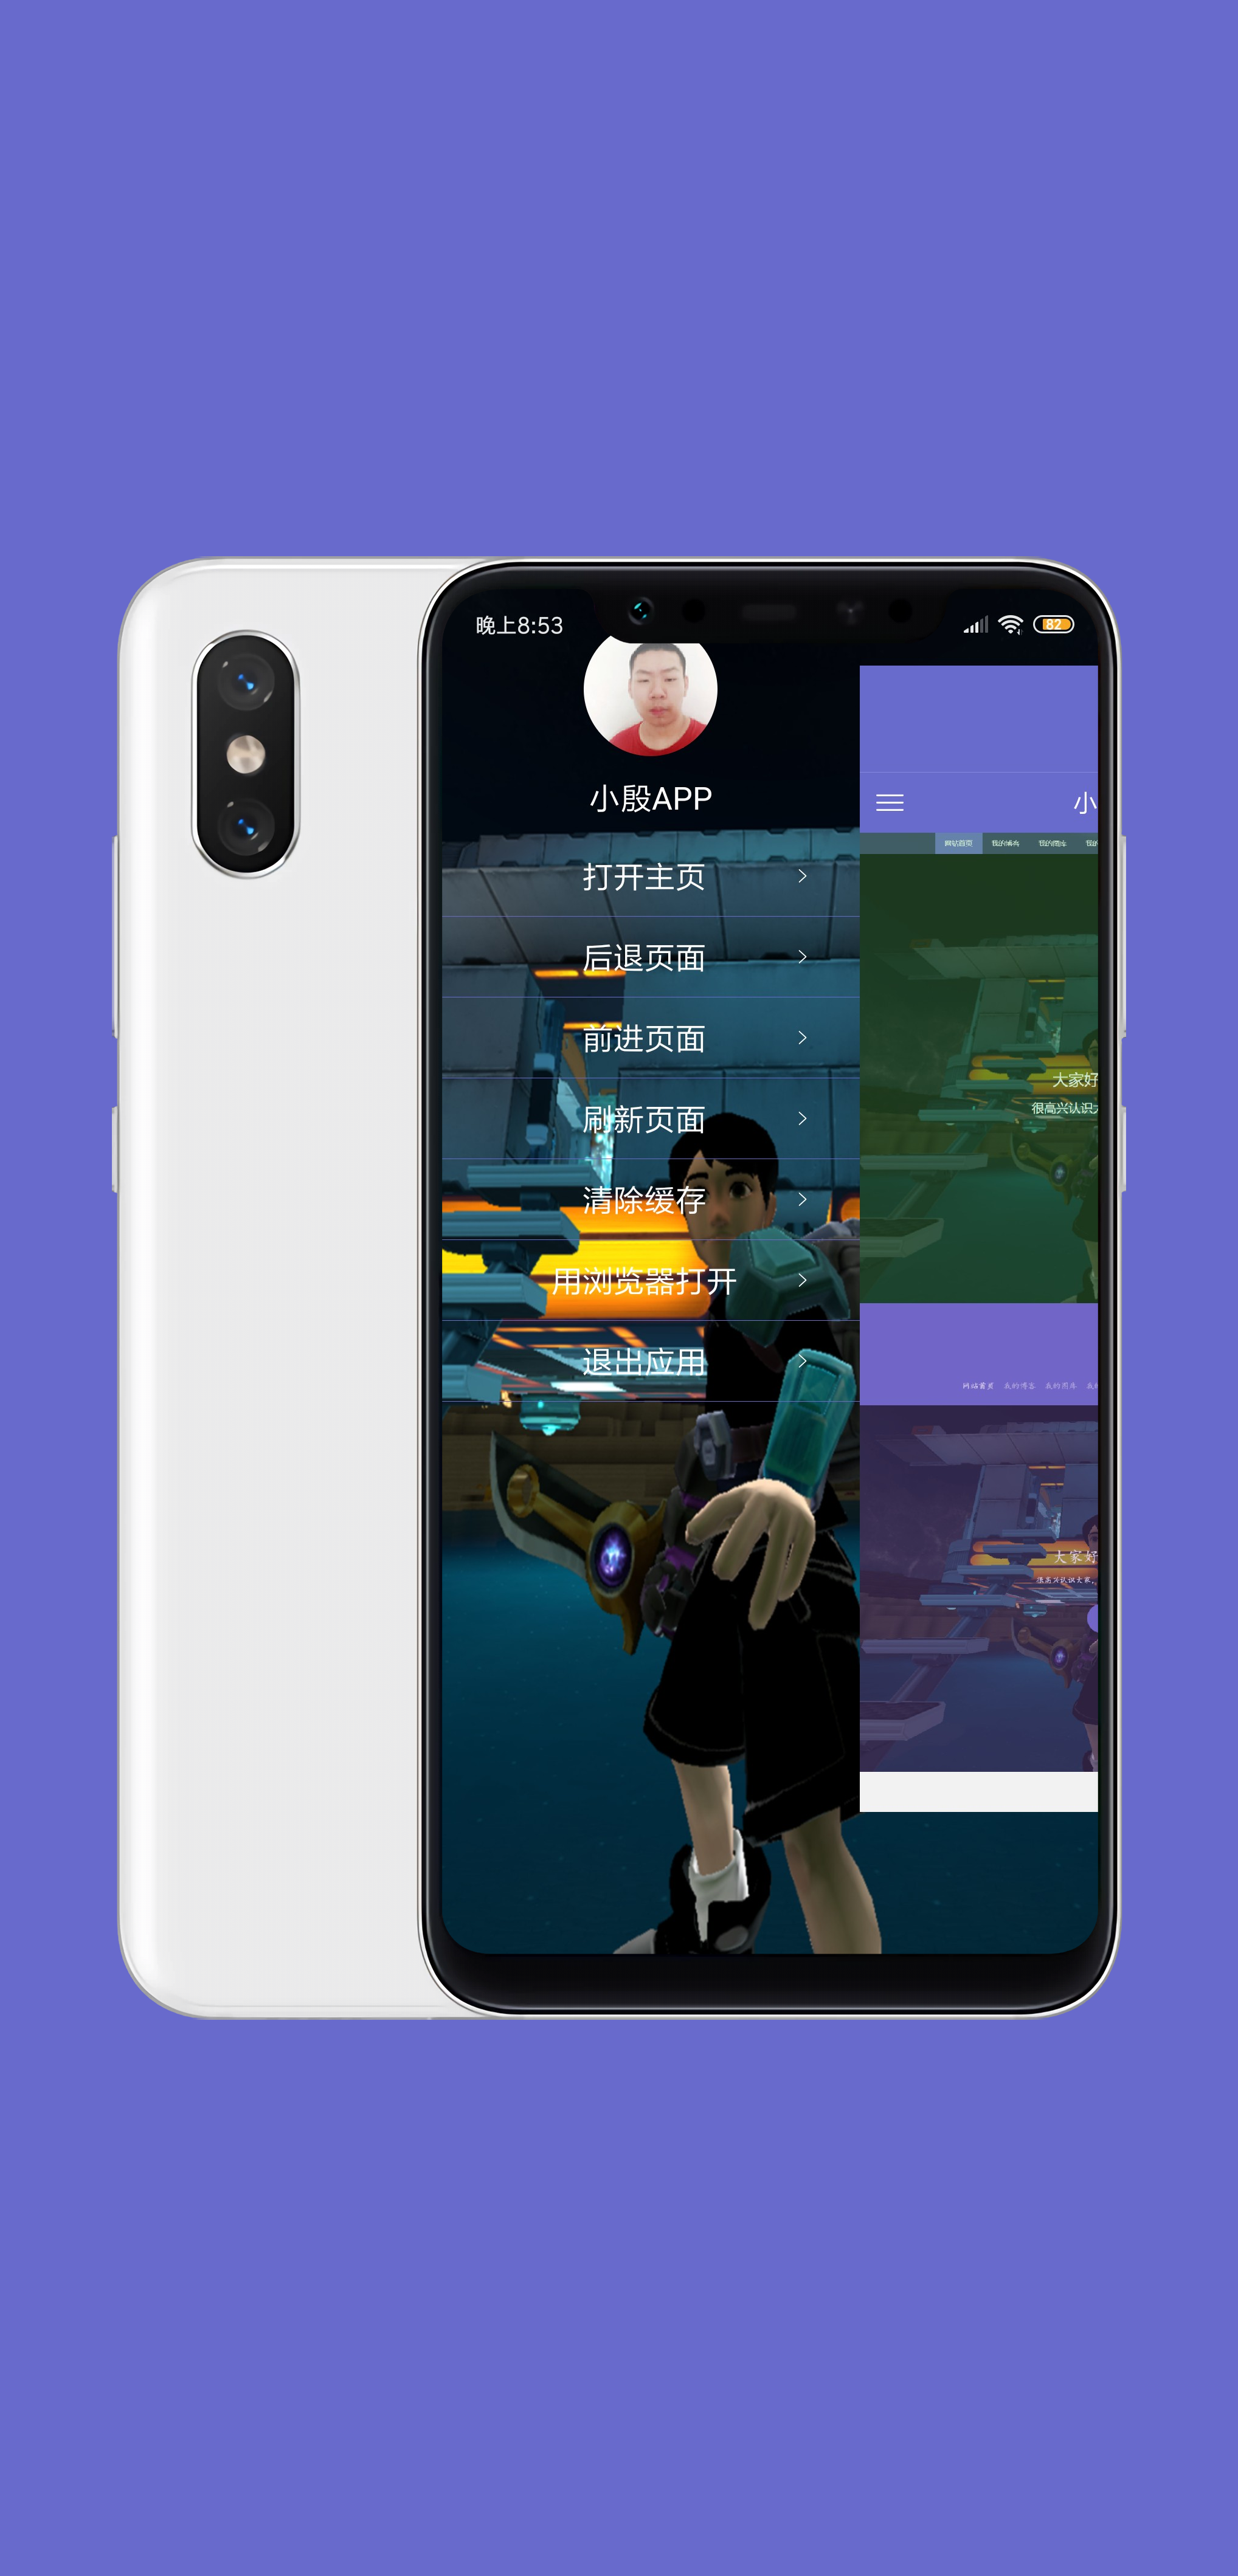 晚上8:53
82
小殷APP
小
网站首页 我的博客 我的图库
打开主页
后退页面
前进页面
大家好
很高兴认识
刷新页面
清除缓存
用浏览器打开
退出应用
网站首页 我的博客 我的图库
大家好
很高兴认识大家,